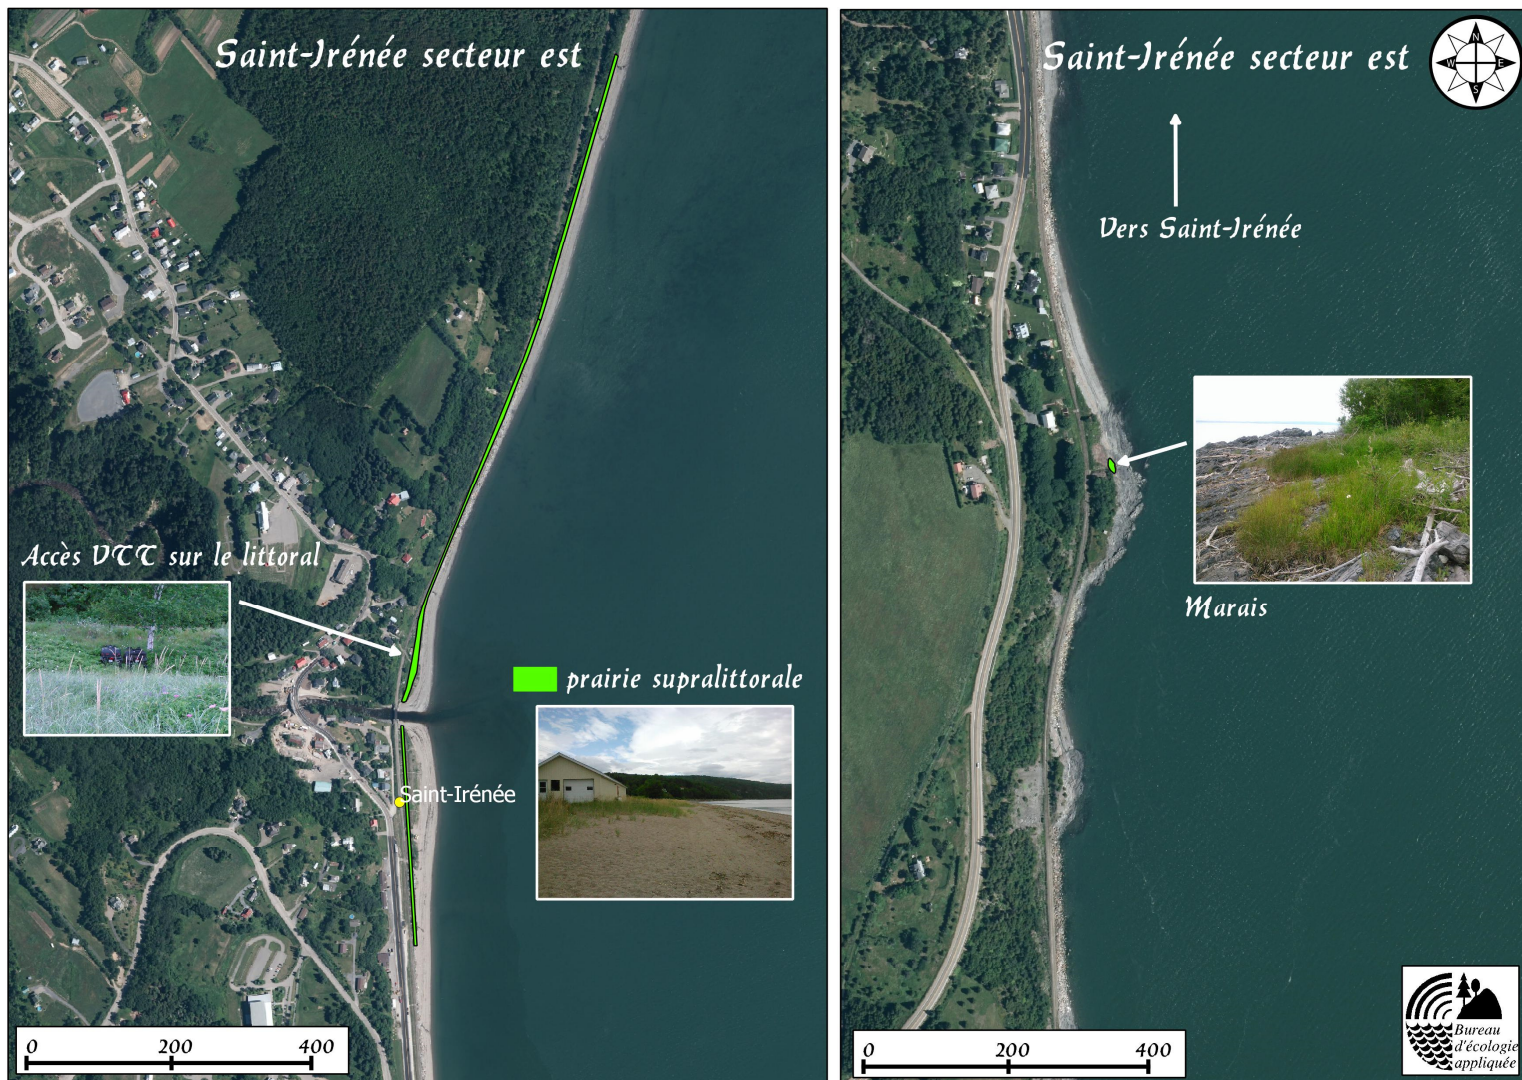 Saint-Irénée secteur est
Accès VTT sur le littoral
prairie supralittorale
Saint-Irénée
0 200 400
Saint-Irénée secteur est
N
W E
S
Vers Saint-Irénée
Marais
0 200 400
Bureau
d'écologie
appliquée